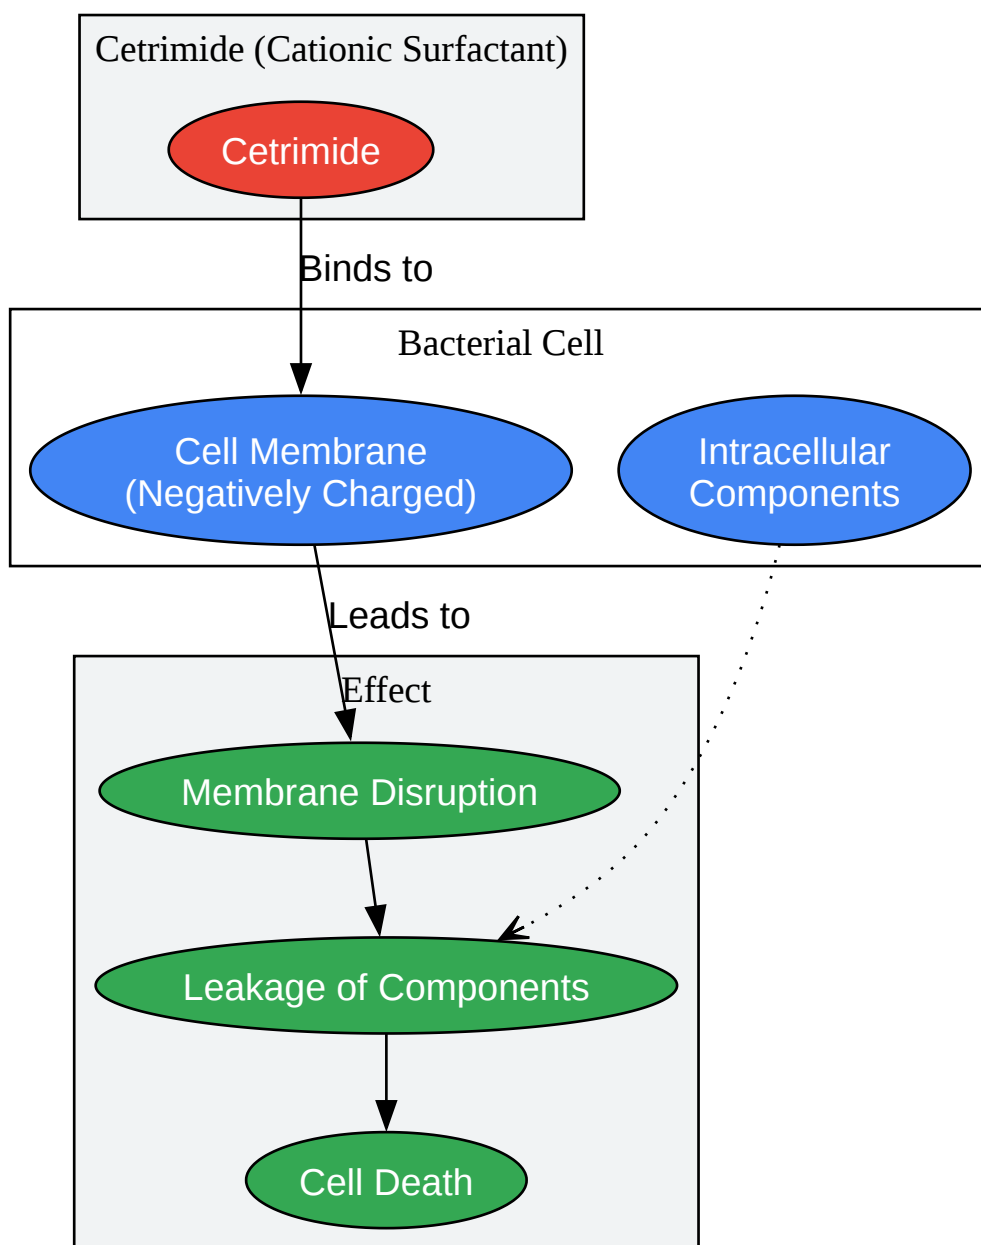 Cetrimide (Cationic Surfactant)
Cetrimide
Binds to
Bacterial Cell
Cell Membrane
(Negatively Charged)
Intracellular
Components
Leads to
Effect
Membrane Disruption
Leakage of Components
Cell Death